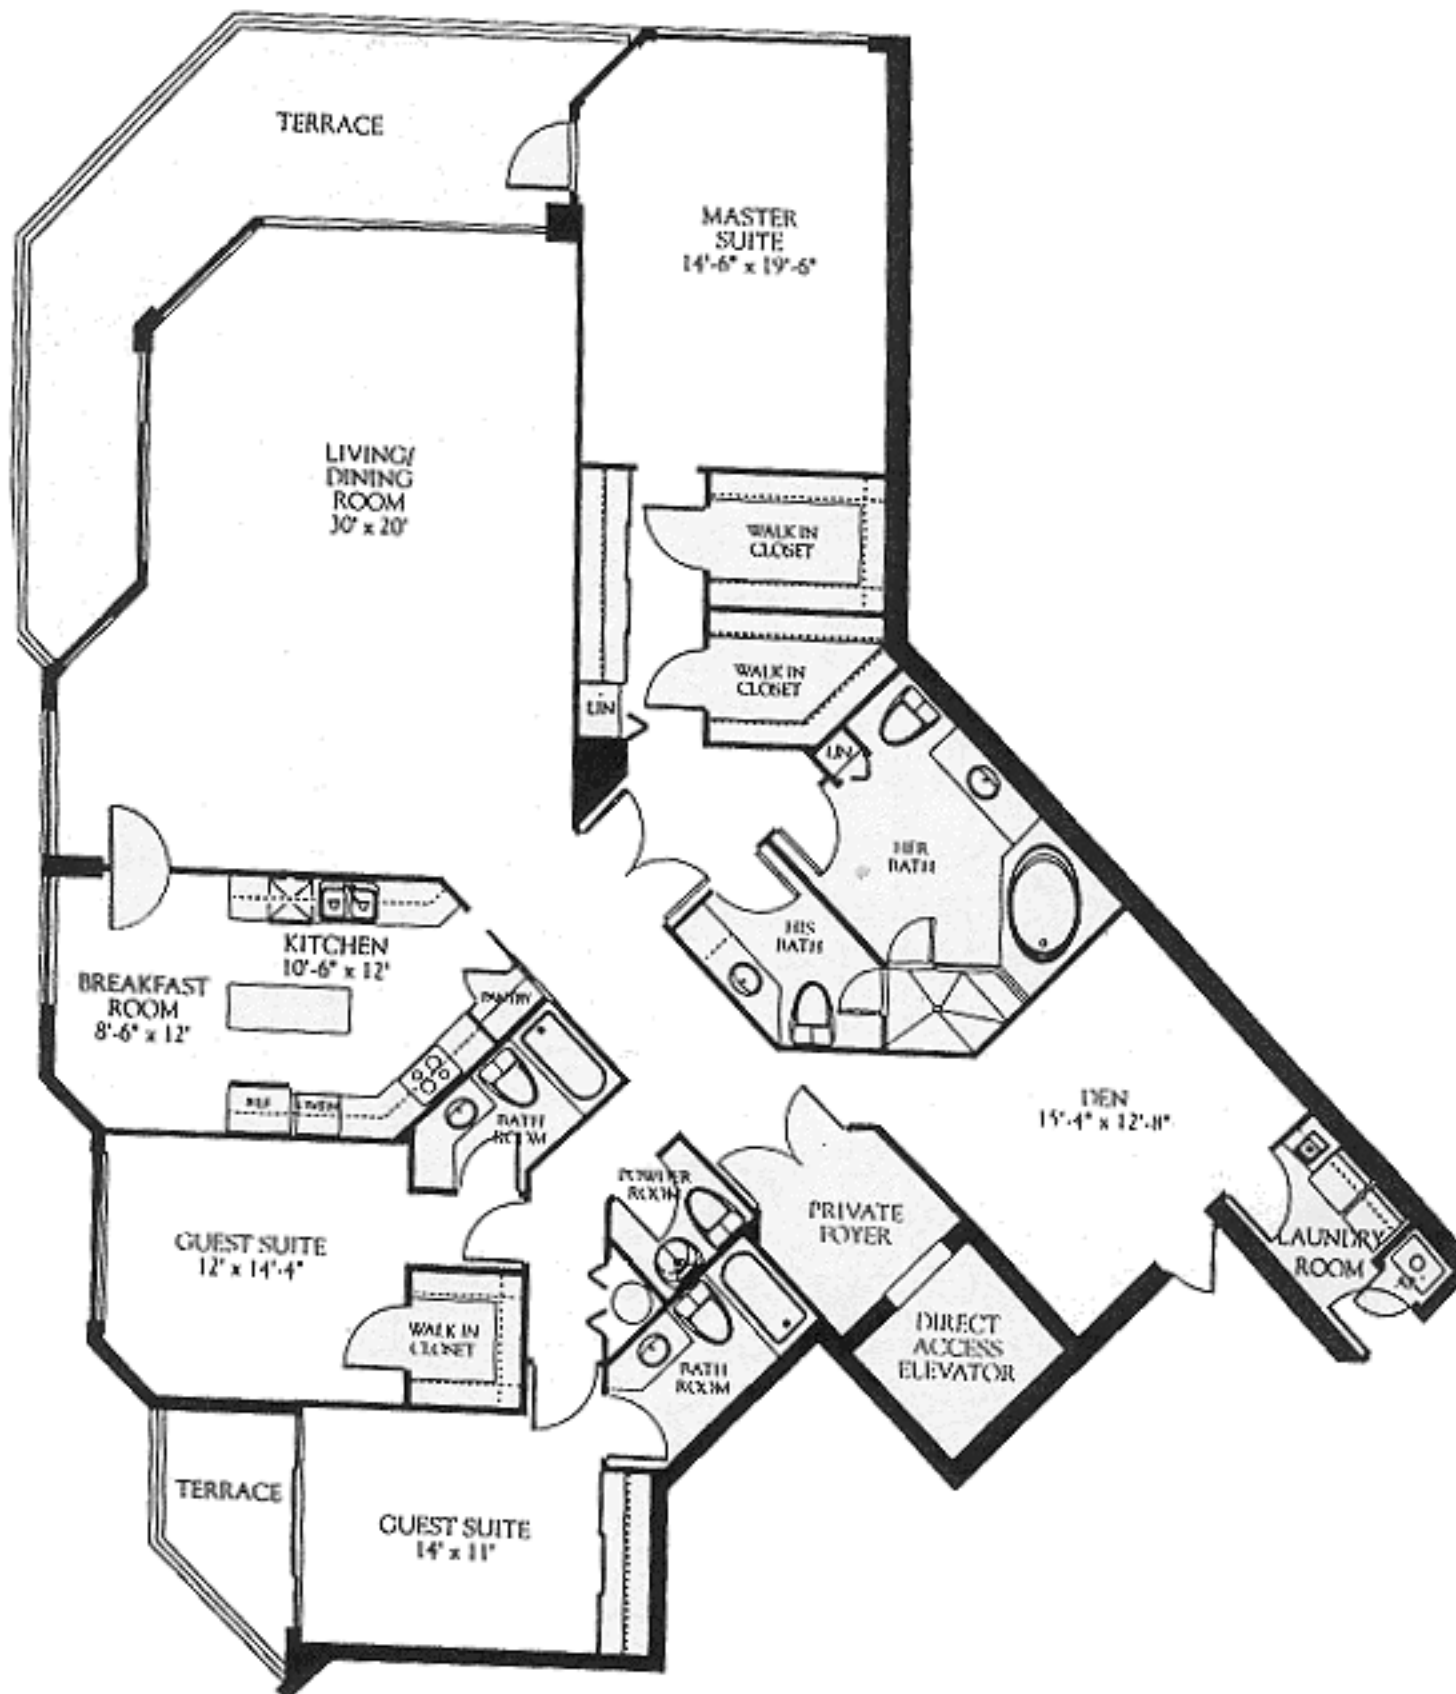 TERRACE
MASTER
SUITE
14'-6" x 19'-6"
LIVING/
DINING
ROOM
30' x 20'
WALK IN
CLOSET
WALK IN
CLOSET
LIN
LIN
HER
BATH
HIS
BATH
KITCHEN
10'-6" x 12'
BREAKFAST
ROOM
8'-6" x 12'
PANTRY
REF
BATH
ROOM
DEN
15'-4" x 12'-8"
POWDER
ROOM
PRIVATE
FOYER
LAUNDRY
ROOM
GUEST SUITE
12' x 14'-4"
WALK IN
CLOSET
DIRECT
ACCESS
ELEVATOR
BATH
ROOM
TERRACE
GUEST SUITE
14' x 11'